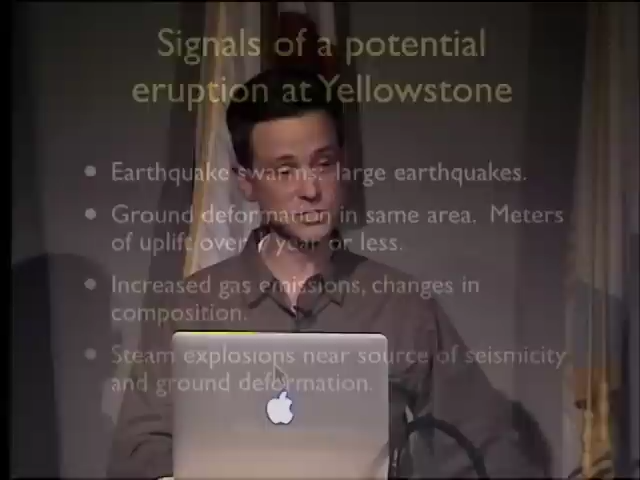 Signals of a potential
eruption at Yellowstone
• Earthquake swarms: large earthquakes.
• Ground deformation in same area. Meters
of uplift over year or less.
• Increased gas emissions, changes in
composition.
• Steam explosions near source of seismicity
and ground deformation.